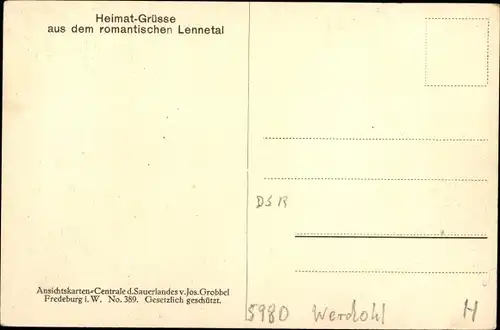 Heimat-Grüsse
aus dem romantischen Lennetal
DSR
Ansichtskarten-Centrale d.Sauerlandes v.Jos.Grobbel
Fredeburg i.W. No. 389. Gesetzlich geschützt.
5980 Werdohl H